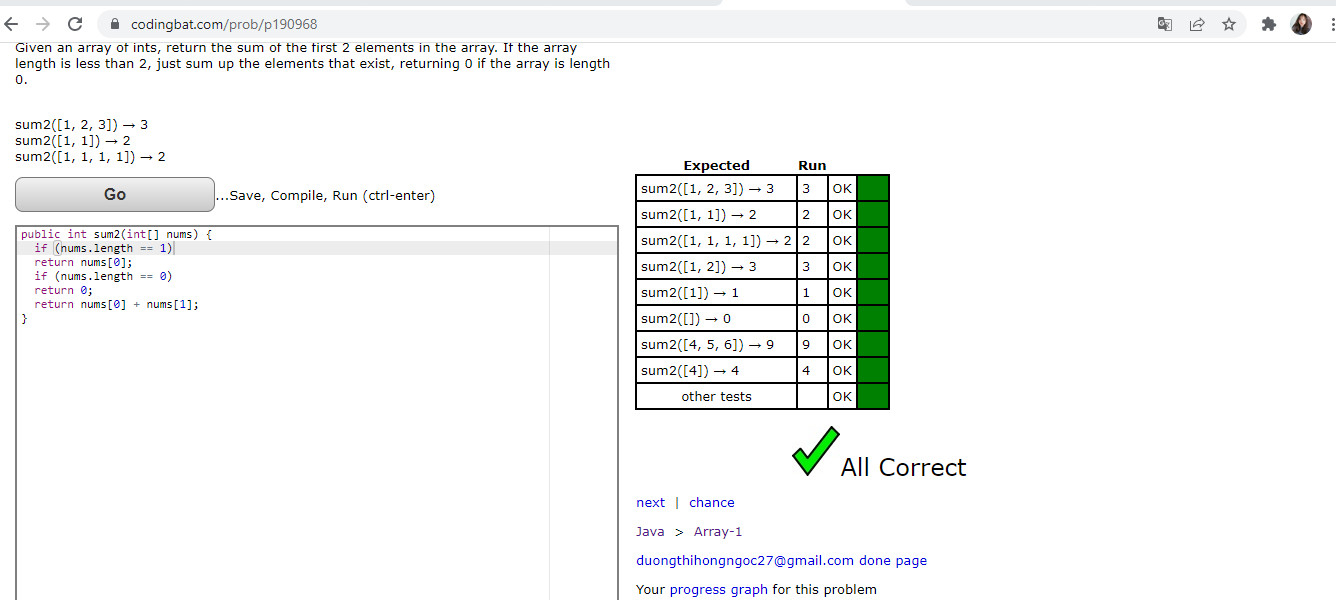 codingbat.com/prob/p190968
Given an array of ints, return the sum of the first 2 elements in the array. If the array
length is less than 2, just sum up the elements that exist, returning 0 if the array is length
0.
sum2([1, 2, 3]) → 3
sum2([1, 1]) → 2
sum2([1, 1, 1, 1]) → 2
Go ...Save, Compile, Run (ctrl-enter)
public int sum2(int[] nums) {
if (nums.length == 1)
return nums[0];
if (nums.length == 0)
return 0;
return nums[0] + nums[1];
}
Expected Run
sum2([1, 2, 3]) → 3 3 OK
sum2([1, 1]) → 2 2 OK
sum2([1, 1, 1, 1]) → 2 2 OK
sum2([1, 2]) → 3 3 OK
sum2([1]) → 1 1 OK
sum2([]) → 0 0 OK
sum2([4, 5, 6]) → 9 9 OK
sum2([4]) → 4 4 OK
other tests OK
All Correct
next | chance
Java > Array-1
duongthihongngoc27@gmail.com done page
Your progress graph for this problem